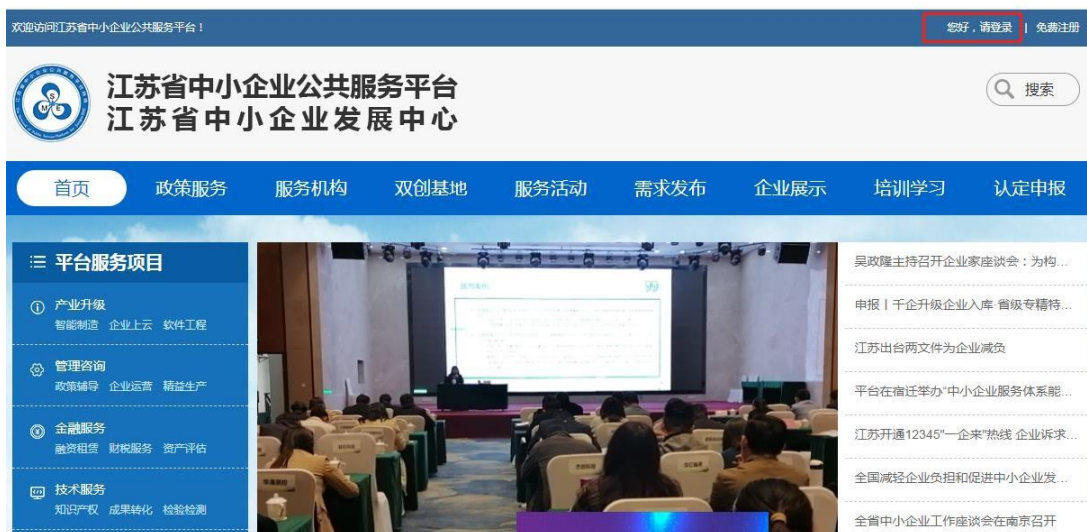 欢迎访问江苏省中小企业公共服务平台！
您好，请登录 | 免费注册
江苏省中小企业公共服务平台
江苏省中小企业发展中心
搜索
首页 政策服务 服务机构 双创基地 服务活动 需求发布 企业展示 培训学习 认定申报
平台服务项目
产业升级
智能制造 企业上云 软件工程
管理咨询
政策辅导 企业运营 精益生产
金融服务
融资租赁 财税服务 资产评估
技术服务
知识产权 成果转化 检验检测
吴政隆主持召开企业家座谈会：为构...
申报丨千企升级企业入库 省级专精特...
江苏出台两文件为企业减负
平台在宿迁举办“中小企业服务体系能...
江苏开通12345"一企来"热线 企业诉求...
全国减轻企业负担和促进中小企业发...
全省中小企业工作座谈会在南京召开